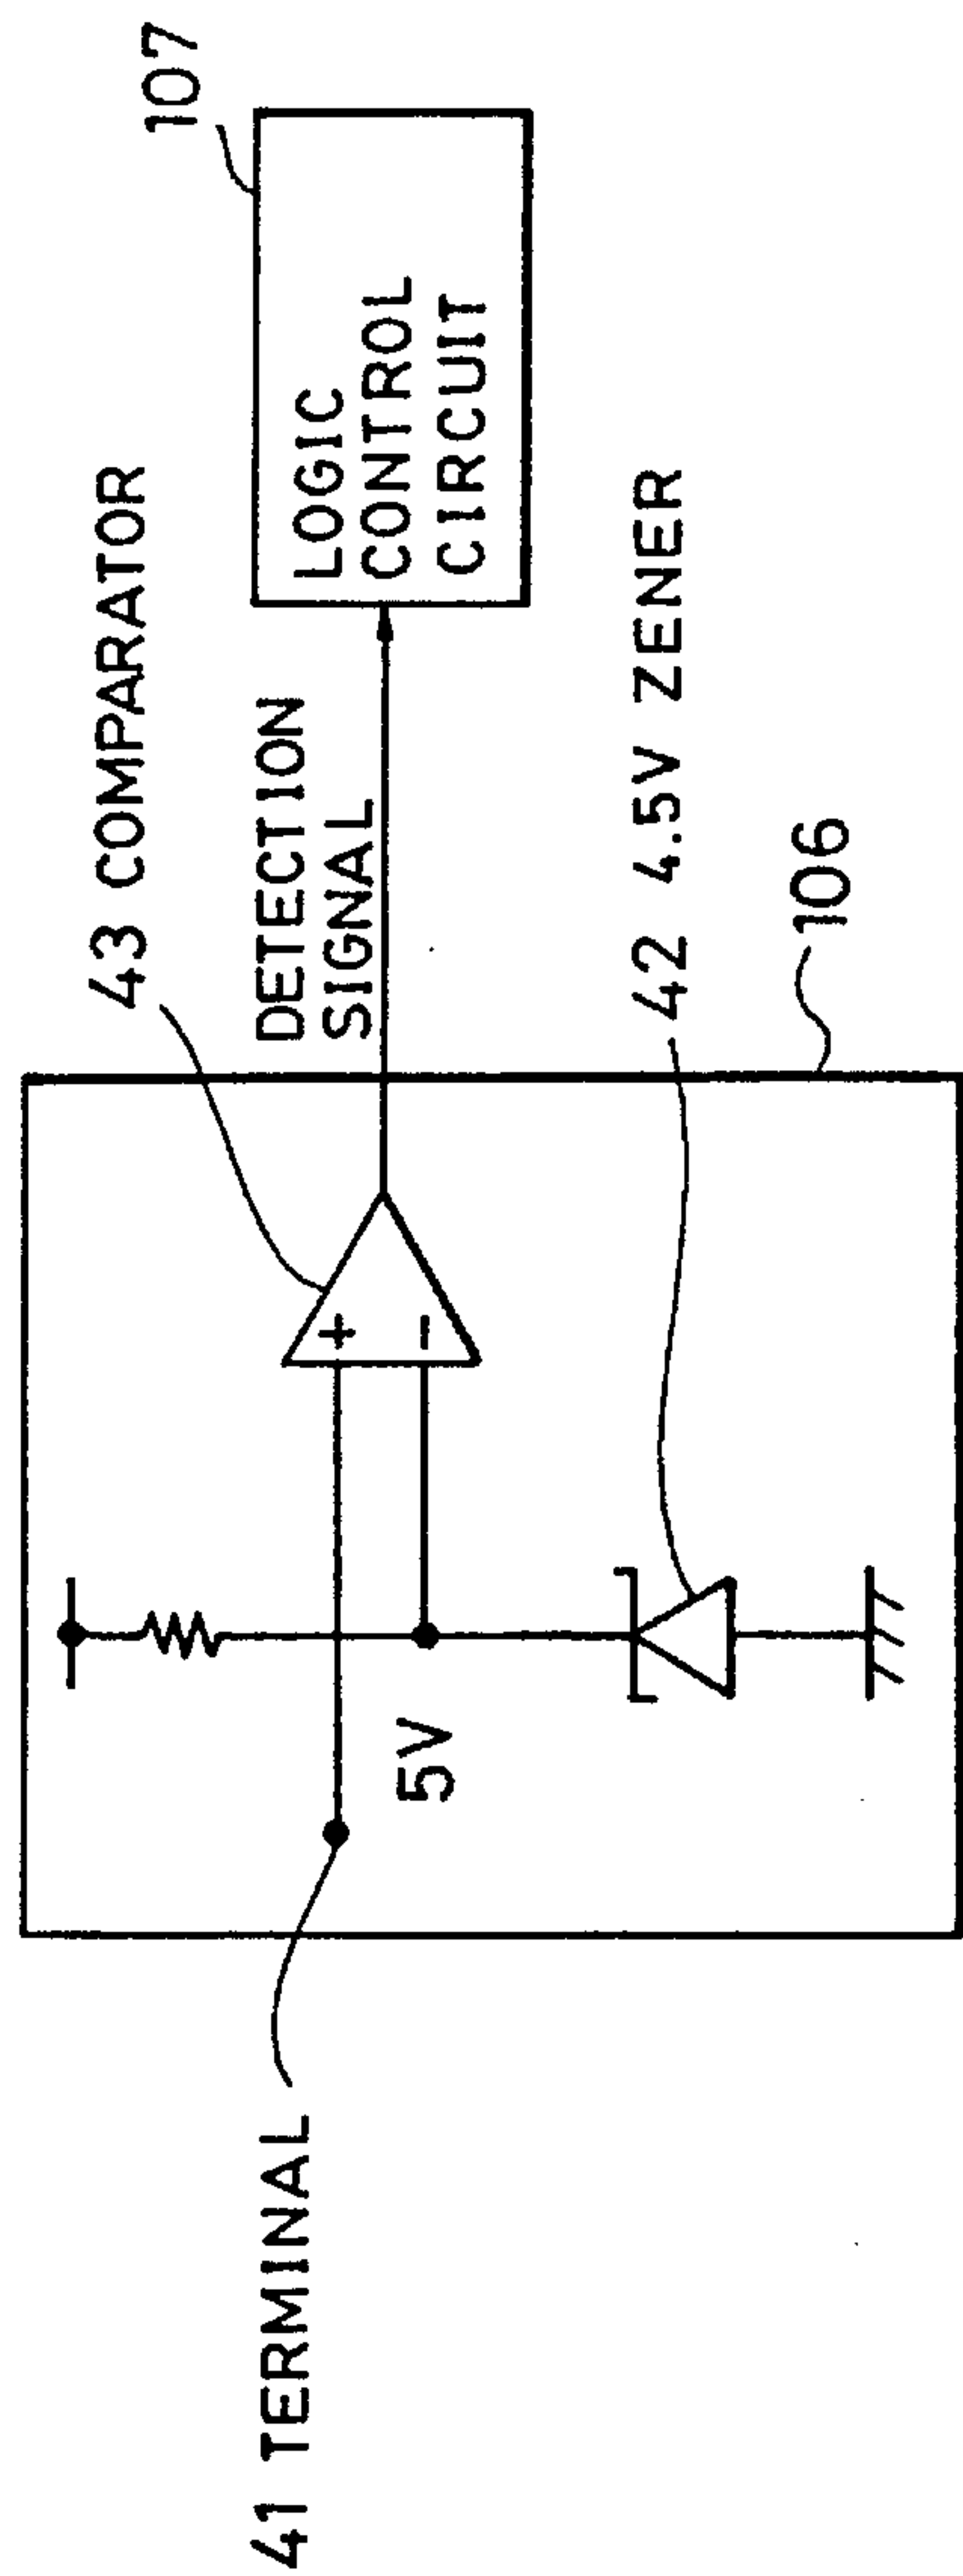 107
43 COMPARATOR
LOGIC
CONTROL
CIRCUIT
DETECTION
SIGNAL
+
-
41 TERMINAL
5V
42 4.5V ZENER
106